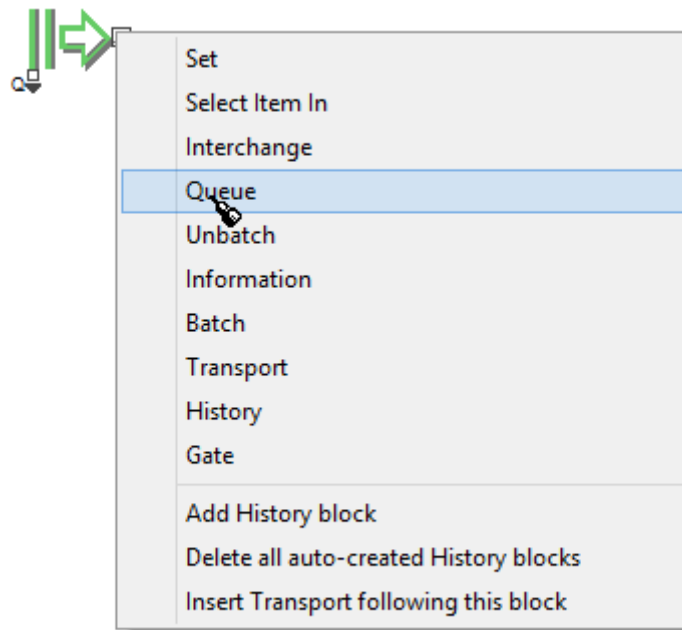 Q
Set
Select Item In
Interchange
Queue
Unbatch
Information
Batch
Transport
History
Gate
Add History block
Delete all auto-created History blocks
Insert Transport following this block